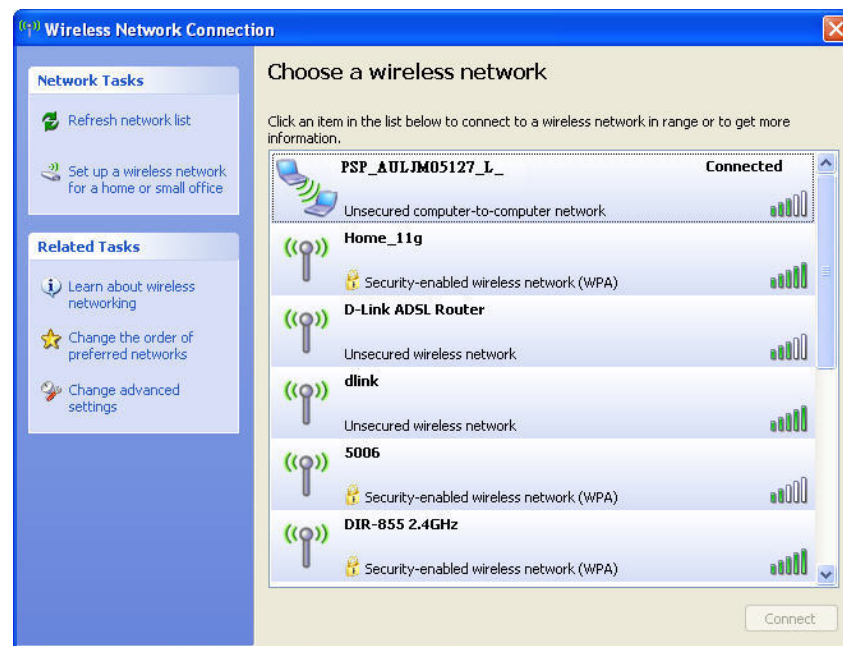 Wireless Network Connection
Network Tasks
Refresh network list
Set up a wireless network
for a home or small office
Related Tasks
Learn about wireless
networking
Change the order of
preferred networks
Change advanced
settings
Choose a wireless network
Click an item in the list below to connect to a wireless network in range or to get more
information.
PSP_AULJM05127_L_ Connected
Unsecured computer-to-computer network
Home_11g
Security-enabled wireless network (WPA)
D-Link ADSL Router
Unsecured wireless network
dlink
Unsecured wireless network
5006
Security-enabled wireless network (WPA)
DIR-855 2.4GHz
Security-enabled wireless network (WPA)
Connect